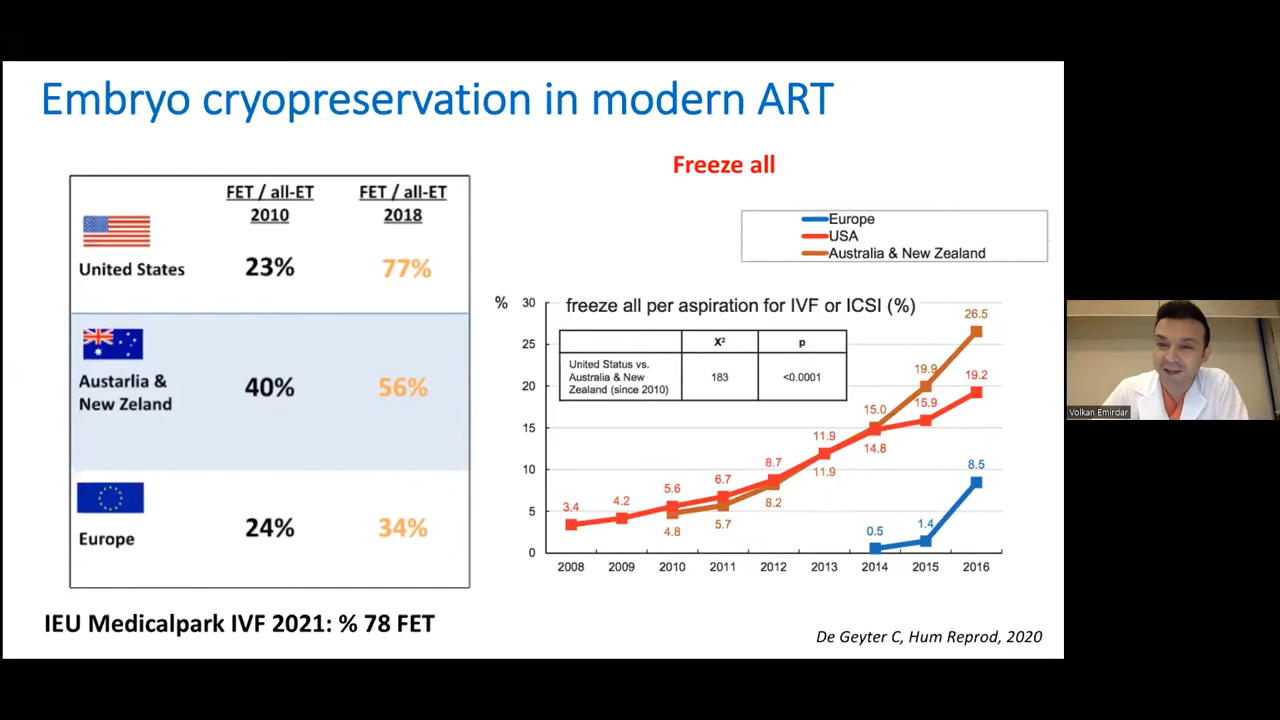 Embryo cryopreservation in modern ART
FET / all-ET
2010
FET / all-ET
2018
United States
23%
77%
Austarlia &
New Zeland
40%
56%
Europe
24%
34%
IEU Medicalpark IVF 2021: % 78 FET
Freeze all
Europe
USA
Australia & New Zealand
%
freeze all per aspiration for IVF or ICSI (%)
X²
p
United Status vs.
Australia & New
Zealand (since 2010)
183
<0.0001
30
25
20
15
10
5
0
3.4
4.2
5.6
6.7
8.7
11.9
14.8
15.9
19.2
4.8
5.7
8.2
11.9
15.0
19.9
26.5
0.5
1.4
8.5
2008
2009
2010
2011
2012
2013
2014
2015
2016
De Geyter C, Hum Reprod, 2020
Volkan Emirdar